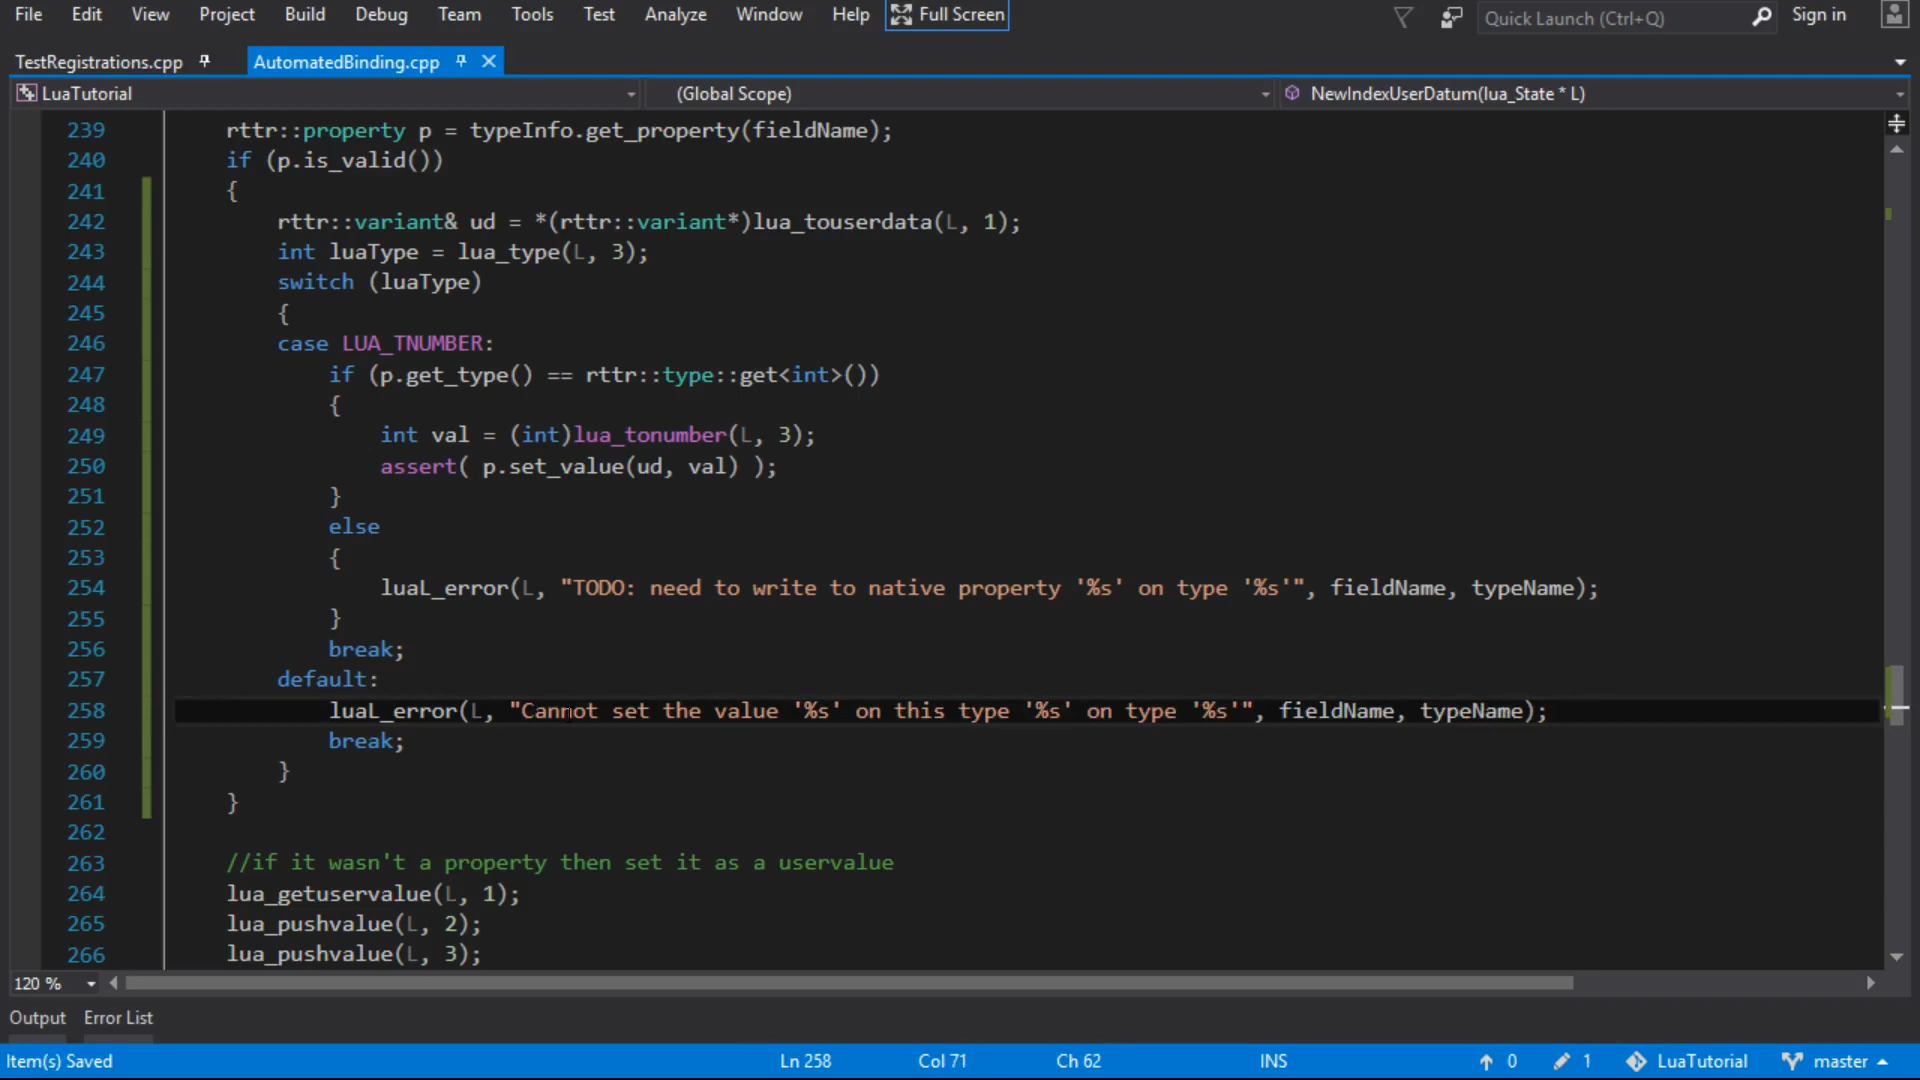 File Edit View Project Build Debug Team Tools Test Analyze Window Help Full Screen Quick Launch (Ctrl+Q) Sign in
TestRegistrations.cpp AutomatedBinding.cpp
LuaTutorial (Global Scope) NewIndexUserDatum(lua_State * L)
239 rttr::property p = typeInfo.get_property(fieldName);
240 if (p.is_valid())
241 {
242 rttr::variant& ud = *(rttr::variant*)lua_touserdata(L, 1);
243 int luaType = lua_type(L, 3);
244 switch (luaType)
245 {
246 case LUA_TNUMBER:
247 if (p.get_type() == rttr::type::get<int>())
248 {
249 int val = (int)lua_tonumber(L, 3);
250 assert( p.set_value(ud, val) );
251 }
252 else
253 {
254 luaL_error(L, "TODO: need to write to native property '%s' on type '%s'", fieldName, typeName);
255 }
256 break;
257 default:
258 luaL_error(L, "Cannot set the value '%s' on this type '%s' on type '%s'", fieldName, typeName);
259 break;
260 }
261 }
262
263 //if it wasn't a property then set it as a uservalue
264 lua_getuservalue(L, 1);
265 lua_pushvalue(L, 2);
266 lua_pushvalue(L, 3);
120 %
Output Error List
Item(s) Saved Ln 258 Col 71 Ch 62 INS 0 1 LuaTutorial master